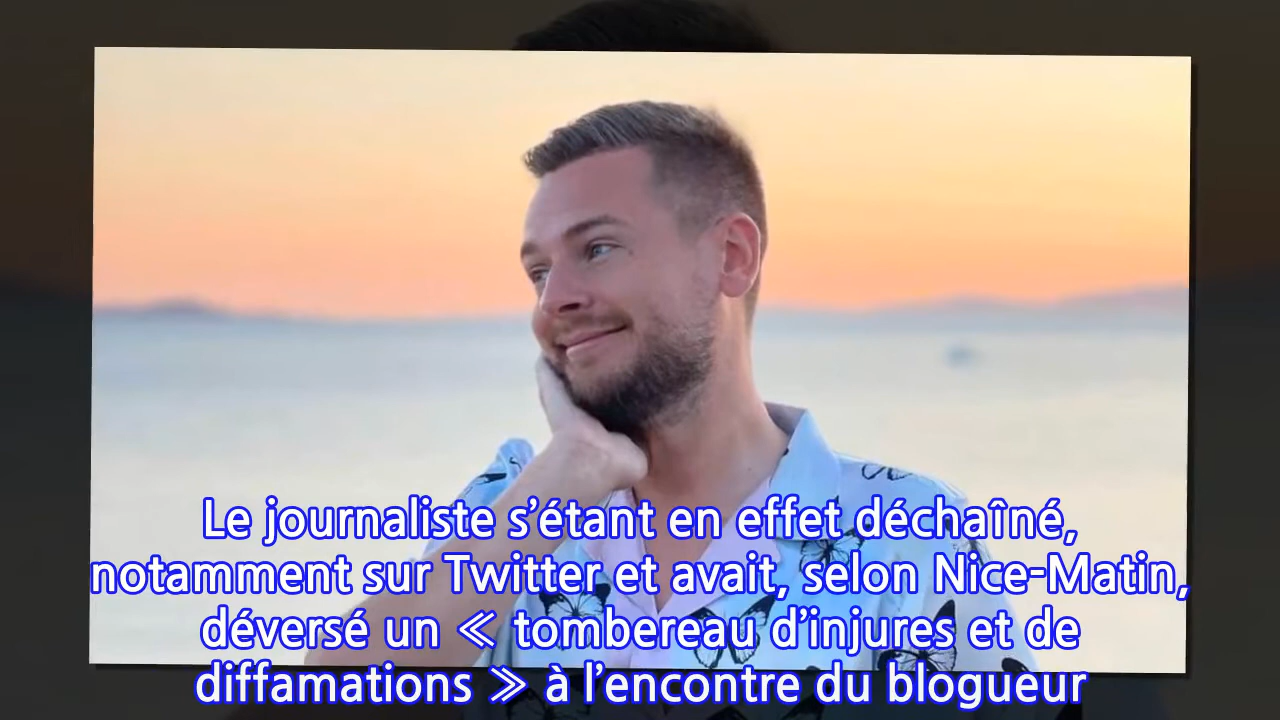 Le journaliste s’étant en effet déchaîné,
notamment sur Twitter et avait, selon Nice-Matin,
déversé un ≪ tombereau d’injures et de
diffamations ≫ à l’encontre du blogueur